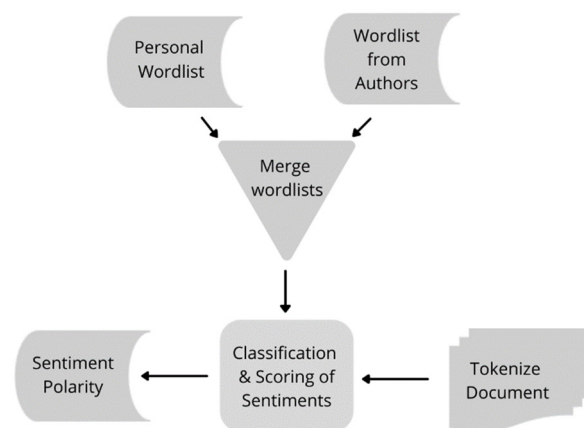 Personal
Wordlist
Wordlist
from
Authors
Merge
wordlists
Sentiment
Polarity
Classification
& Scoring of
Sentiments
Tokenize
Document